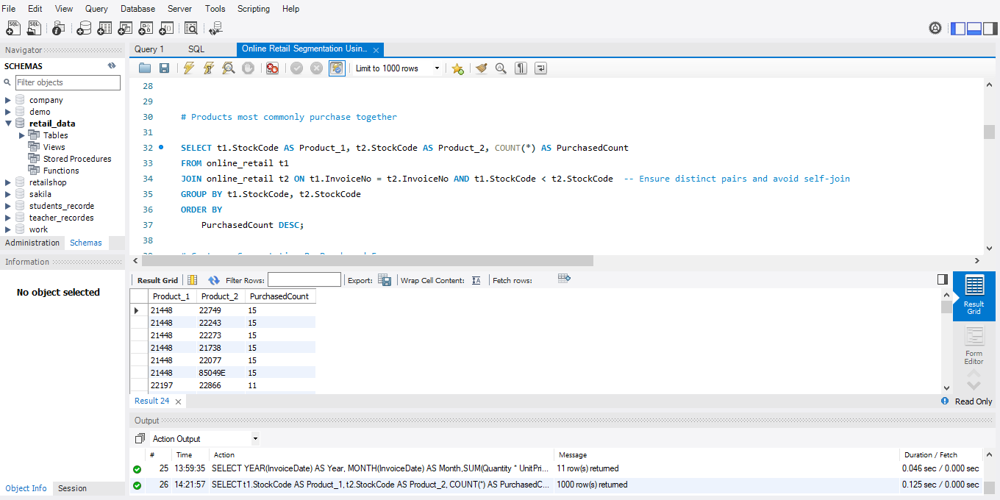 File Edit View Query Database Server Tools Scripting Help
Navigator
SCHEMAS
Filter objects
company
demo
retail_data
Tables
Views
Stored Procedures
Functions
retailshop
sakila
students_recorde
teacher_recordes
work
Administration Schemas
Information
No object selected
Object Info Session
Query 1 SQL Online Retail Segmentation Usin...
Limit to 1000 rows
28
29
30 # Products most commonly purchase together
31
32 SELECT t1.StockCode AS Product_1, t2.StockCode AS Product_2, COUNT(*) AS PurchasedCount
33 FROM online_retail t1
34 JOIN online_retail t2 ON t1.InvoiceNo = t2.InvoiceNo AND t1.StockCode < t2.StockCode -- Ensure distinct pairs and avoid self-join
35 GROUP BY t1.StockCode, t2.StockCode
36 ORDER BY
37 PurchasedCount DESC;
38
Result Grid Filter Rows: Export: Wrap Cell Content: Fetch rows:
Product_1 Product_2 PurchasedCount
21448 22749 15
21448 22243 15
21448 22273 15
21448 21738 15
21448 22077 15
21448 85049E 15
22197 22866 11
Result
Grid
Form
Editor
Result 24 Read Only
Output
Action Output
# Time Action Message Duration / Fetch
25 13:59:35 SELECT YEAR(InvoiceDate) AS Year, MONTH(InvoiceDate) AS Month,SUM(Quantity * UnitPri... 11 row(s) returned 0.046 sec / 0.000 sec
26 14:21:57 SELECT t1.StockCode AS Product_1, t2.StockCode AS Product_2, COUNT(*) AS PurchasedC... 1000 row(s) returned 0.125 sec / 0.000 sec